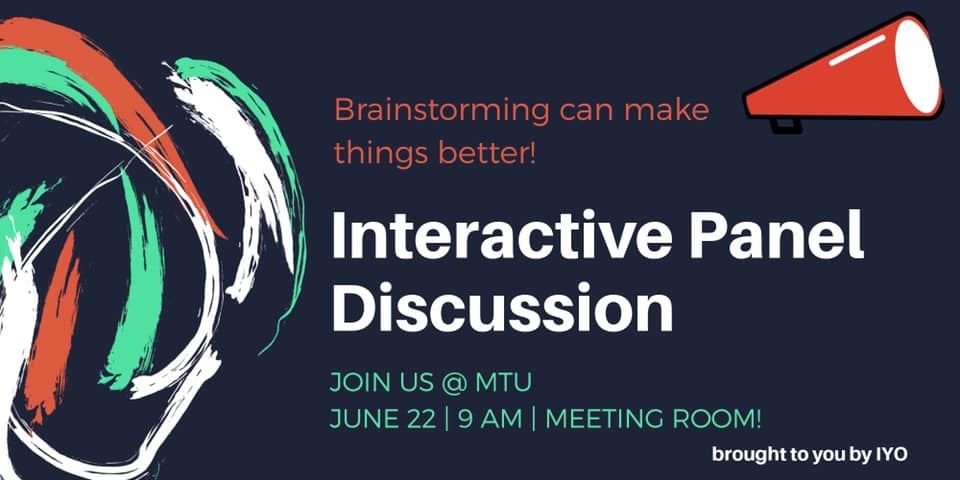 Brainstorming can make
things better!
Interactive Panel
Discussion
JOIN US @ MTU
JUNE 22 | 9 AM | MEETING ROOM!
brought to you by IYO